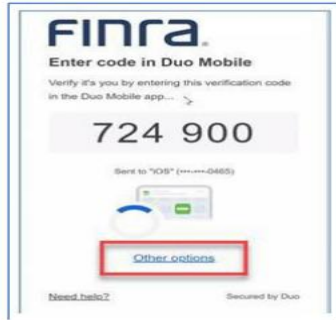 FINRA.
Enter code in Duo Mobile
Verify it's you by entering this verification code
in the Duo Mobile app...
724 900
Sent to "iOS" (•••-•••-0465)
Other options
Need help? Secured by Duo